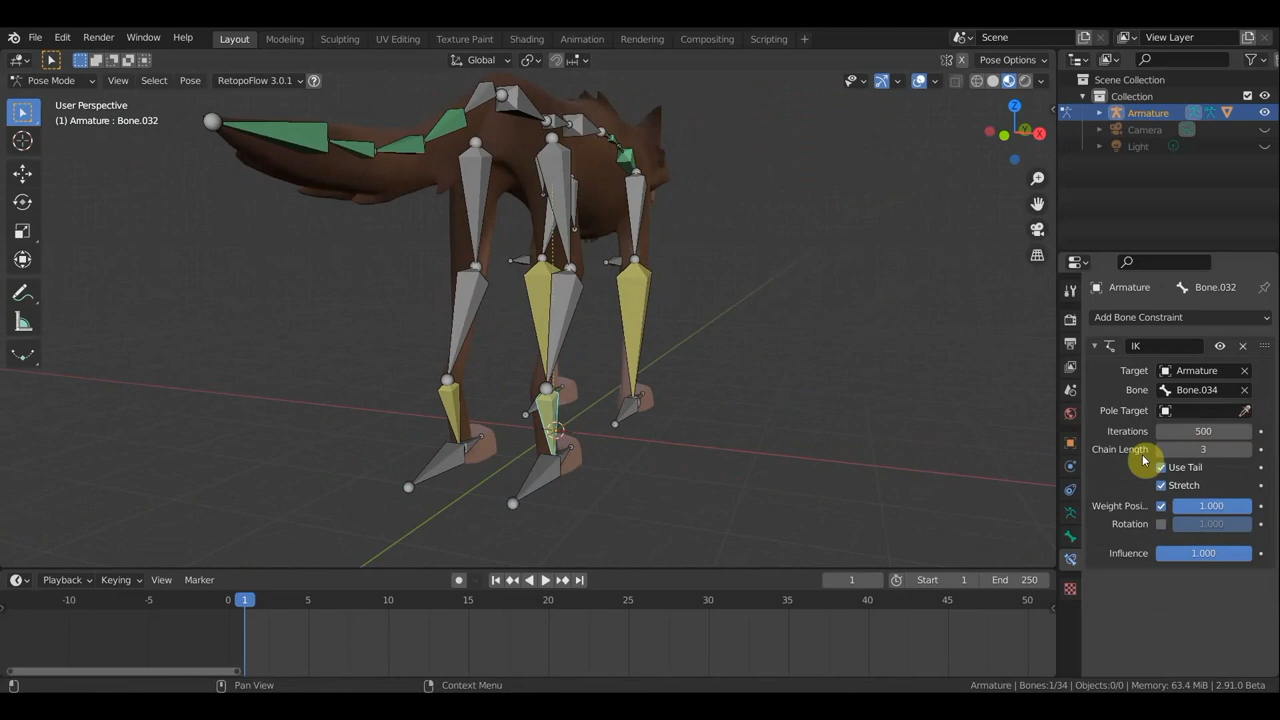 File Edit Render Window Help Layout Modeling Sculpting UV Editing Texture Paint Shading Animation Rendering Compositing Scripting + Scene View Layer
Global X Pose Options
Pose Mode View Select Pose RetopoFlow 3.0.1 ?
User Perspective
(1) Armature : Bone.032
Z
Y
X
Scene Collection
Collection
Armature
Camera
Light
Armature Bone.032
Add Bone Constraint
IK
Target Armature
Bone Bone.034
Pole Target
Iterations 500
Chain Length 3
Use Tail
Stretch
Weight Posi... 1.000
Rotation 1.000
Influence 1.000
Playback Keying View Marker 1 Start 1 End 250
-10 -5 0 1 5 10 15 20 25 30 35 40 45 50
Pan View Context Menu Armature | Bones:1/34 | Objects:0/0 | Memory: 63.4 MiB | 2.91.0 Beta